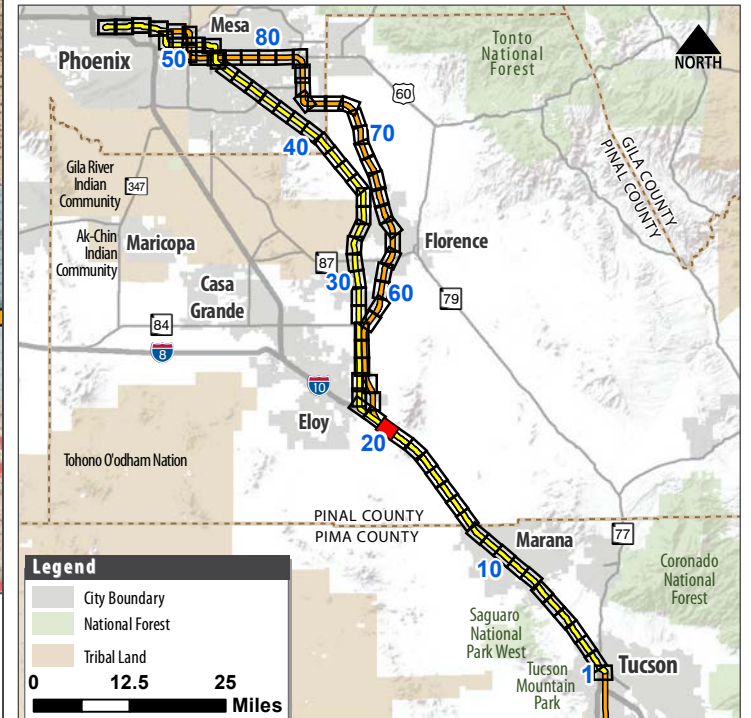 Mesa
80
Phoenix
50
Tonto
National
Forest
NORTH
60
70
40
GILA COUNTY
PINAL COUNTY
Gila River
Indian
Community
347
Ak-Chin
Indian
Community
Maricopa
87
Florence
Casa
Grande
30
60
79
84
8
10
Eloy
20
Tohono O'odham Nation
PINAL COUNTY
PIMA COUNTY
Marana
77
10
Coronado
National
Forest
Saguaro
National
Park West
Tucson
Mountain
Park
1
Tucson
Legend
City Boundary
National Forest
Tribal Land
0 12.5 25
Miles